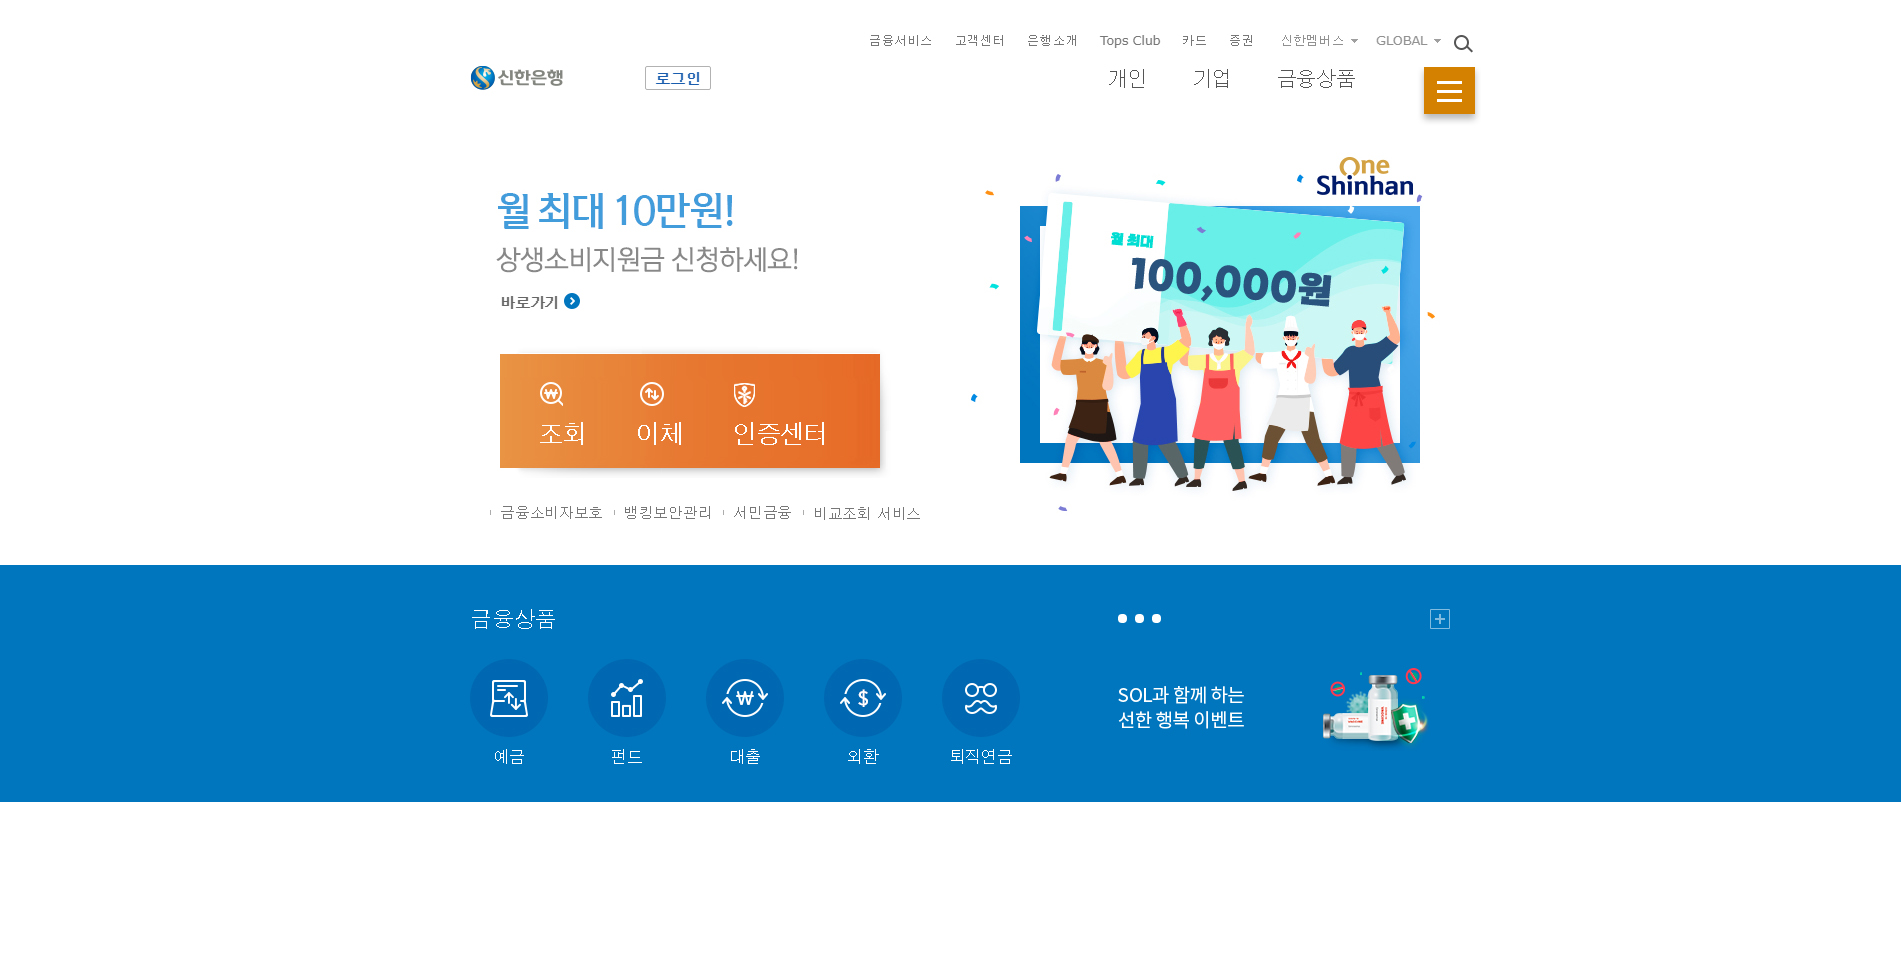 금융서비스 고객센터 은행소개 Tops Club 카드 증권 신한멤버스 GLOBAL
신한은행 로그인 개인 기업 금융상품
One
Shinhan
월 최대 10만원!
상생소비지원금 신청하세요!
바로가기
월 최대
100,000원
조회 이체 인증센터
금융소비자보호 뱅킹보안관리 서민금융 비교조회 서비스
금융상품
예금 펀드 대출 외환 퇴직연금
SOL과 함께 하는
선한 행복 이벤트